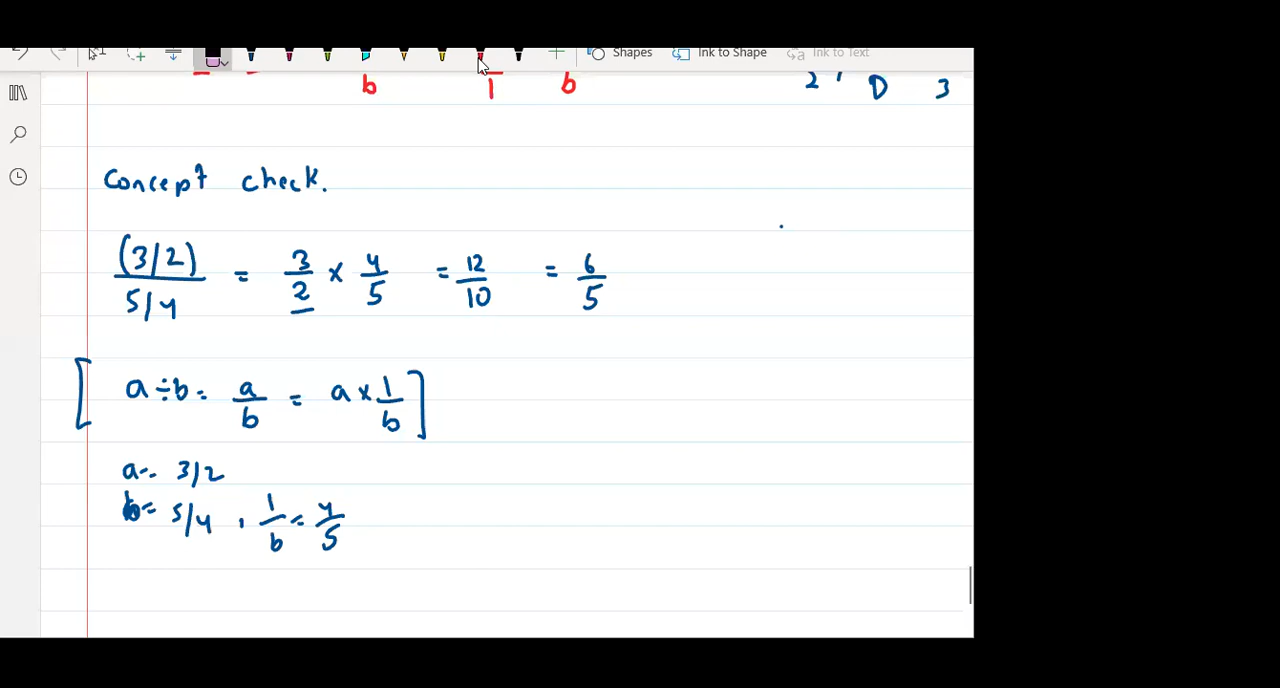 Shapes Ink to Shape Ink to Text
b 1 b 2 D 3
Concept check.
(3/2)/(5/4) = 3/2 × 4/5 = 12/10 = 6/5
[ a ÷ b = a/b = a × 1/b ]
a = 3/2
b = 5/4 , 1/b = 4/5